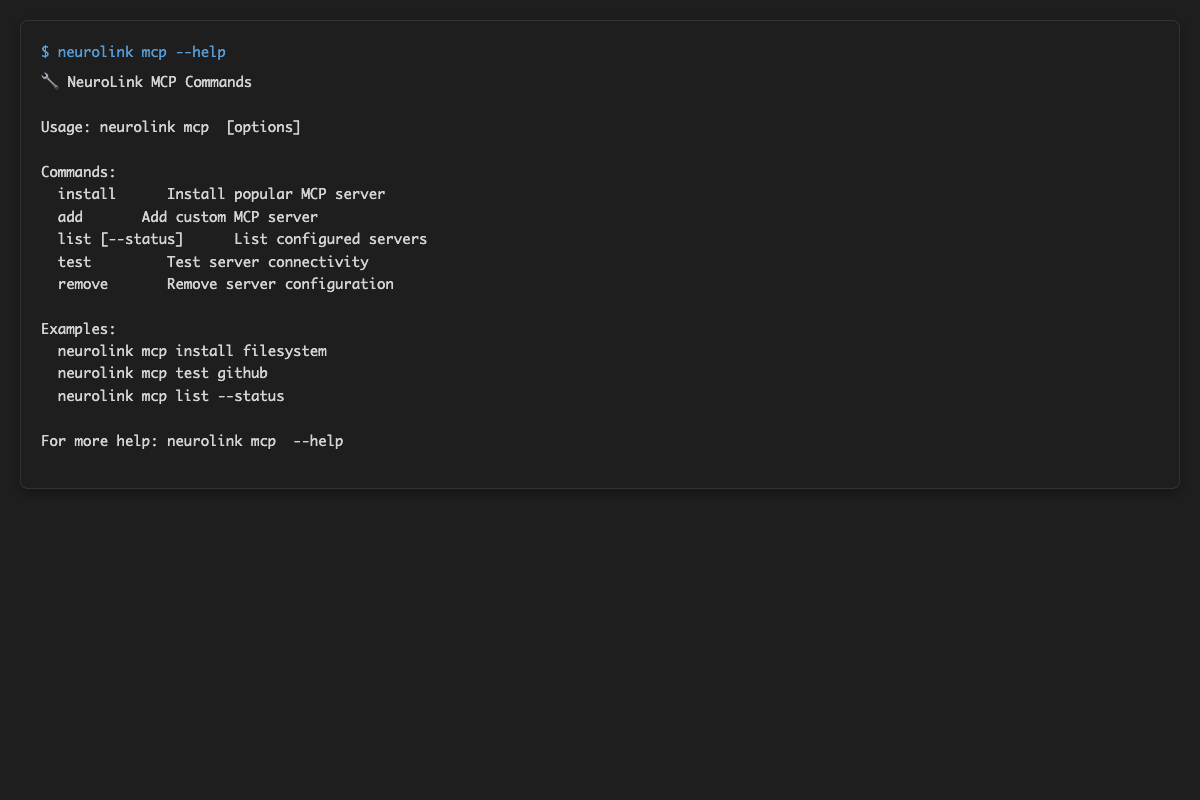 $ neurolink mcp --help
🔧 NeuroLink MCP Commands
Usage: neurolink mcp  [options]
Commands:
  install      Install popular MCP server
  add       Add custom MCP server
  list [--status]      List configured servers
  test         Test server connectivity
  remove       Remove server configuration
Examples:
  neurolink mcp install filesystem
  neurolink mcp test github
  neurolink mcp list --status
For more help: neurolink mcp  --help